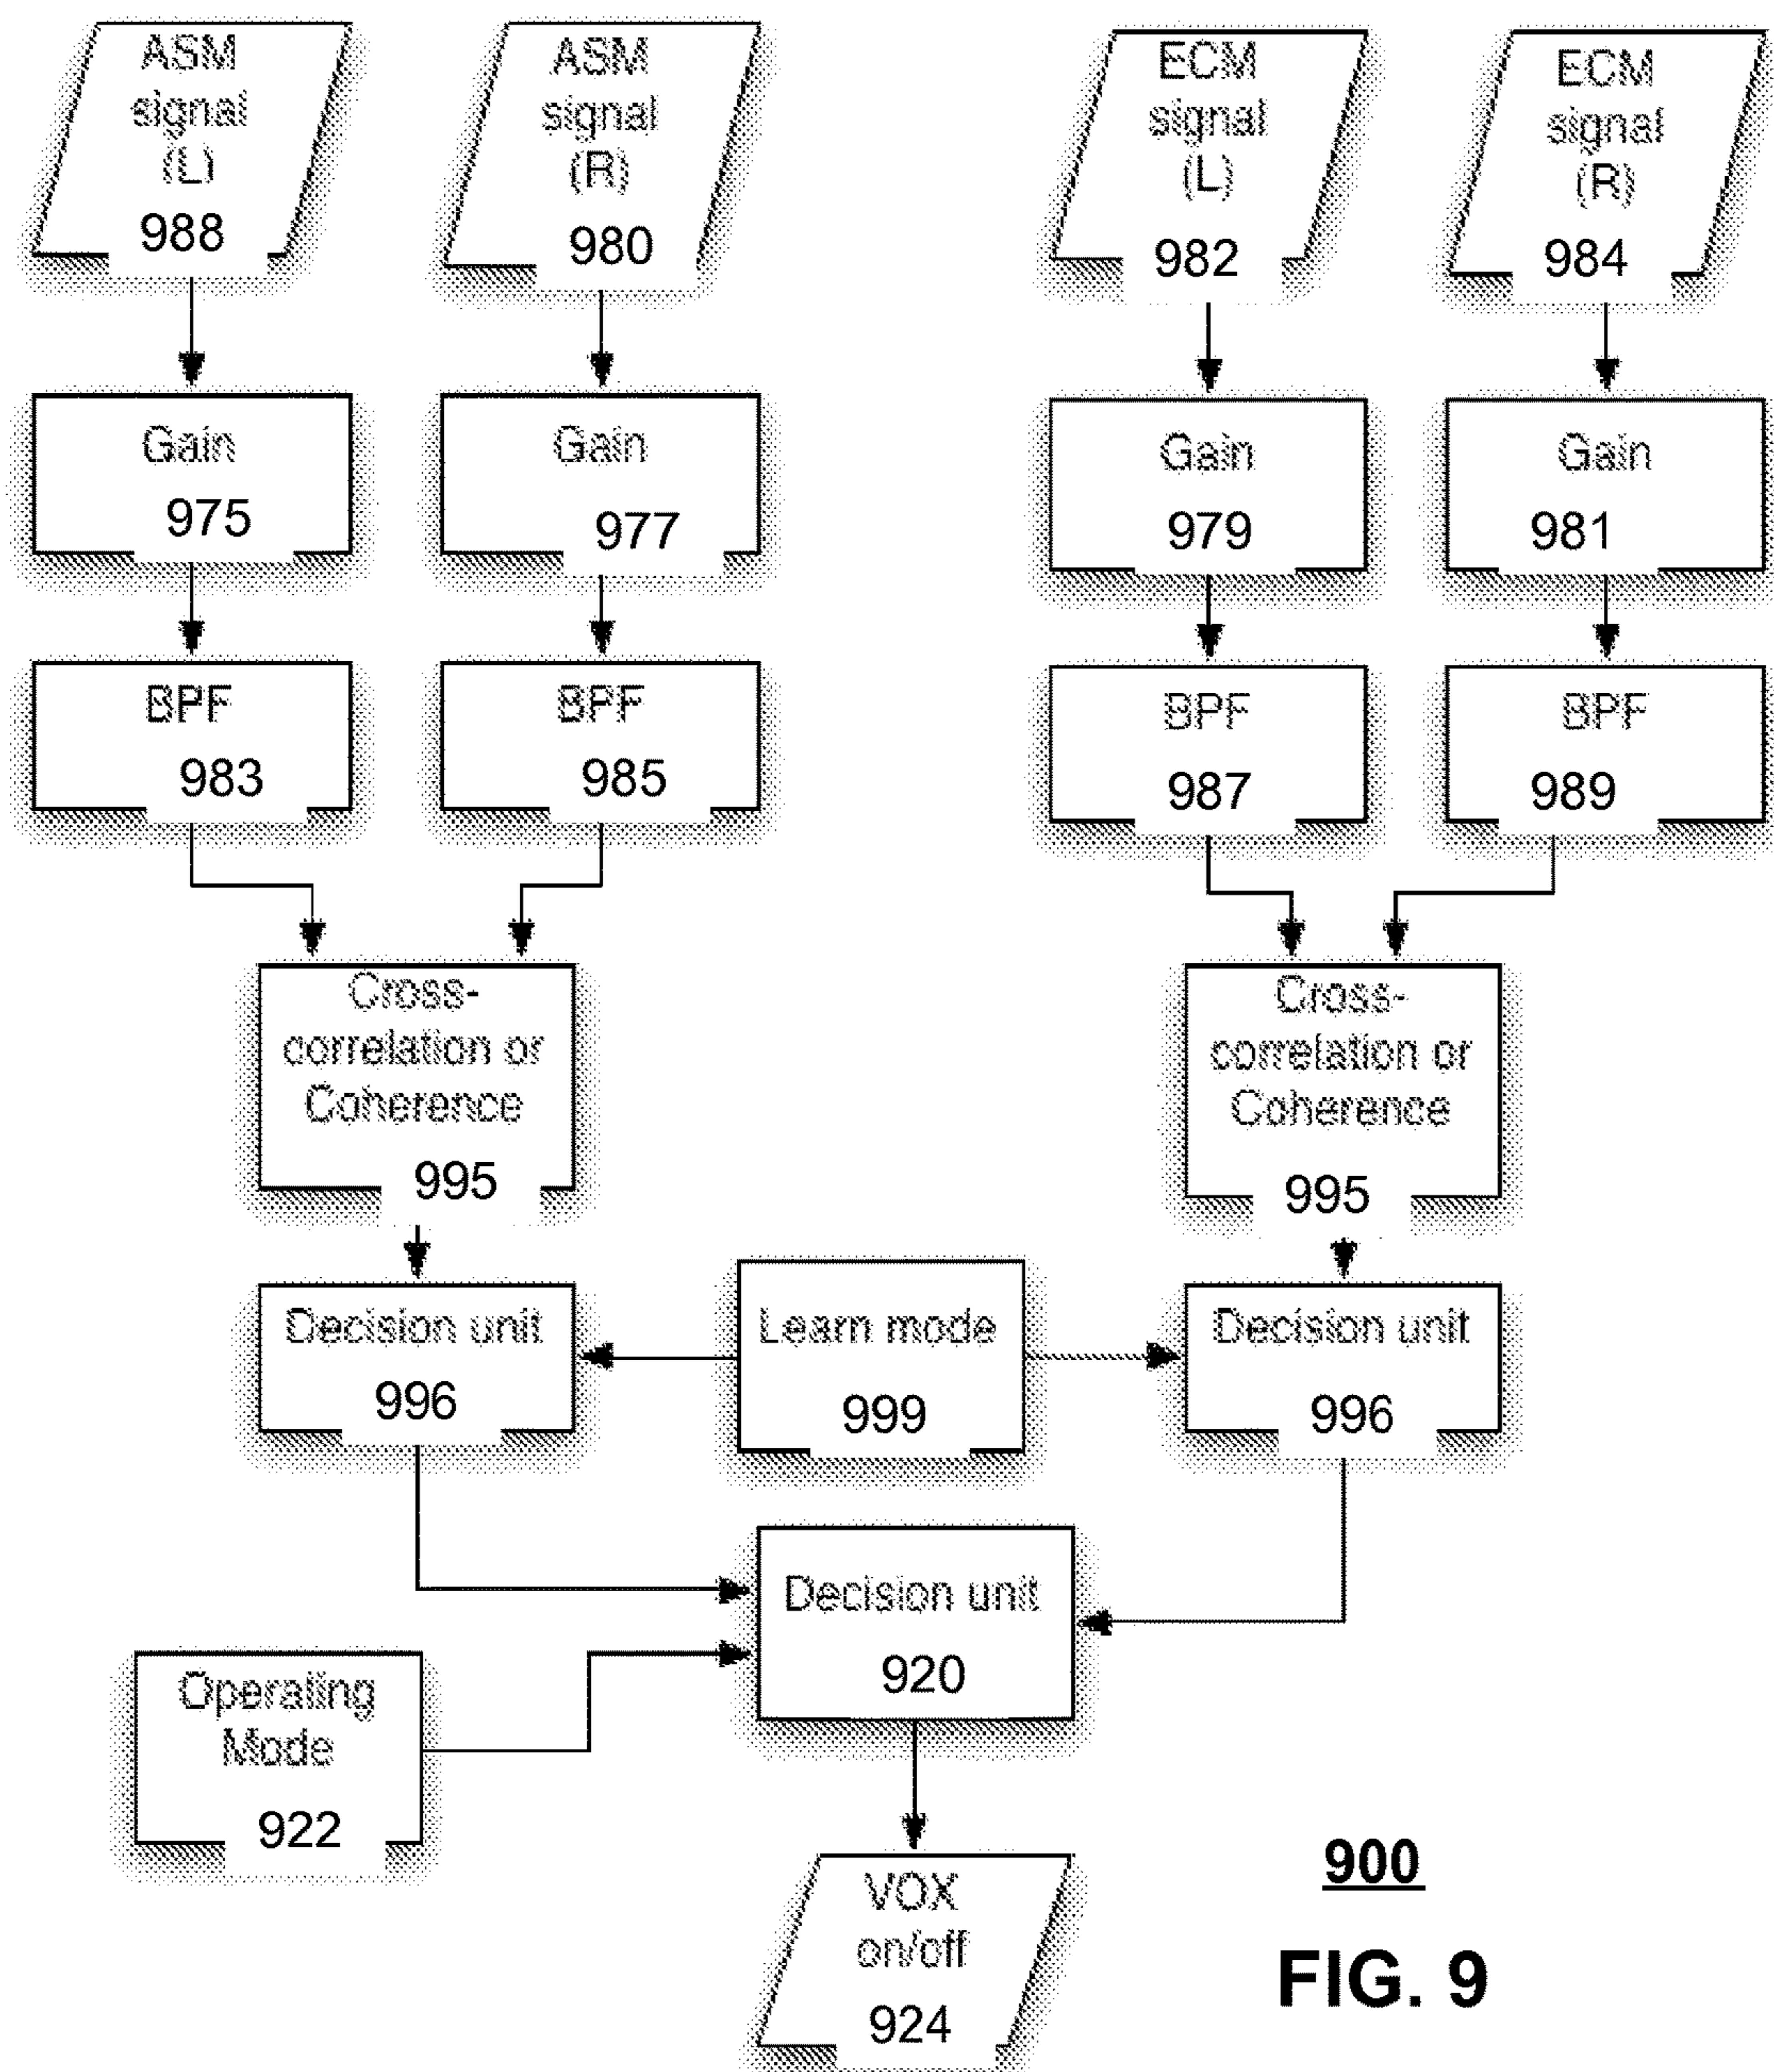 ASM
signal
(L)
988
ASM
signal
(R)
980
ECM
signal
(L)
982
ECM
signal
(R)
984
Gain
975
Gain
977
Gain
979
Gain
981
BPF
983
BPF
985
BPF
987
BPF
989
Cross-
correlation or
Coherence
995
Cross-
correlation or
Coherence
995
Decision unit
996
Learn mode
999
Decision unit
996
Decision unit
920
Operating
Mode
922
VOX
on/off
924
900
FIG. 9